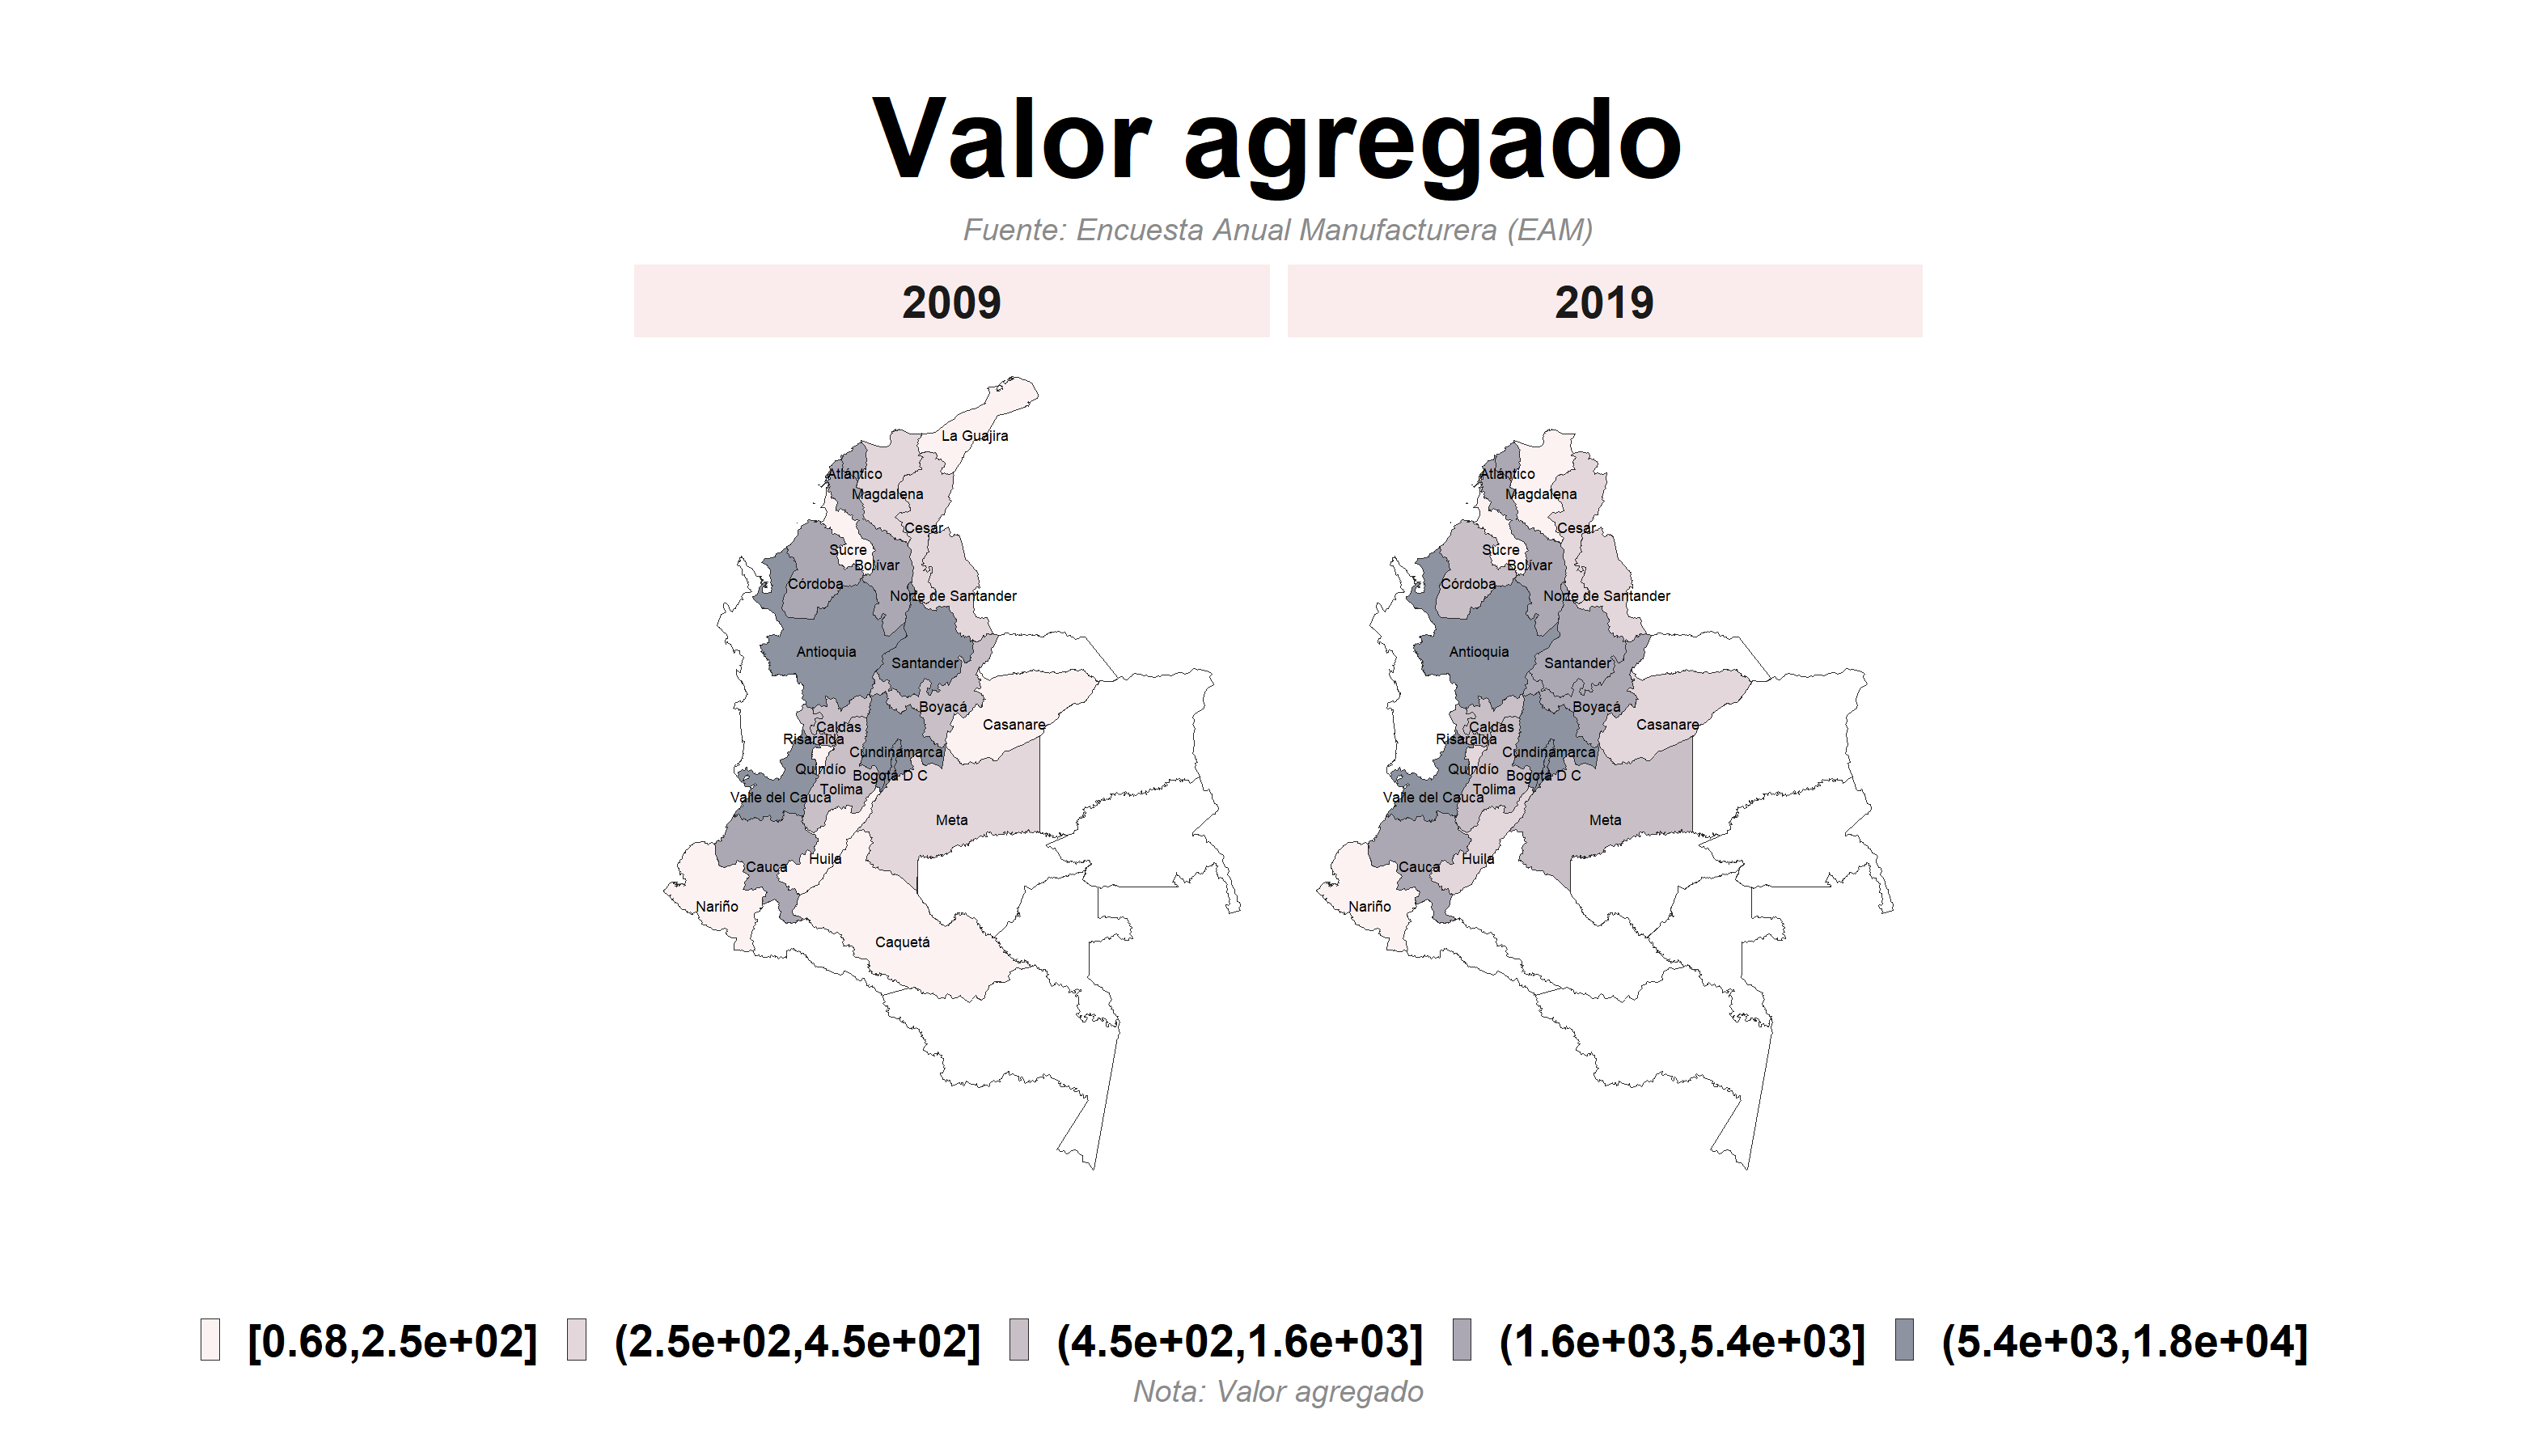 Valor agregado
Fuente: Encuesta Anual Manufacturera (EAM)
2009
2019
La Guajira
Atlántico
Magdalena
Cesar
Sucre
Bolívar
Córdoba
Norte de Santander
Antioquia
Santander
Boyacá
Casanare
Caldas
Risaralda
Cundinamarca
Quindío
Bogotá D C
Tolima
Valle del Cauca
Meta
Huila
Cauca
Nariño
Caquetá
Atlántico
Magdalena
Cesar
Sucre
Bolívar
Córdoba
Norte de Santander
Antioquia
Santander
Boyacá
Casanare
Caldas
Risaralda
Cundinamarca
Quindío
Bogotá D C
Tolima
Valle del Cauca
Meta
Huila
Cauca
Nariño
[0.68,2.5e+02]
(2.5e+02,4.5e+02]
(4.5e+02,1.6e+03]
(1.6e+03,5.4e+03]
(5.4e+03,1.8e+04]
Nota: Valor agregado